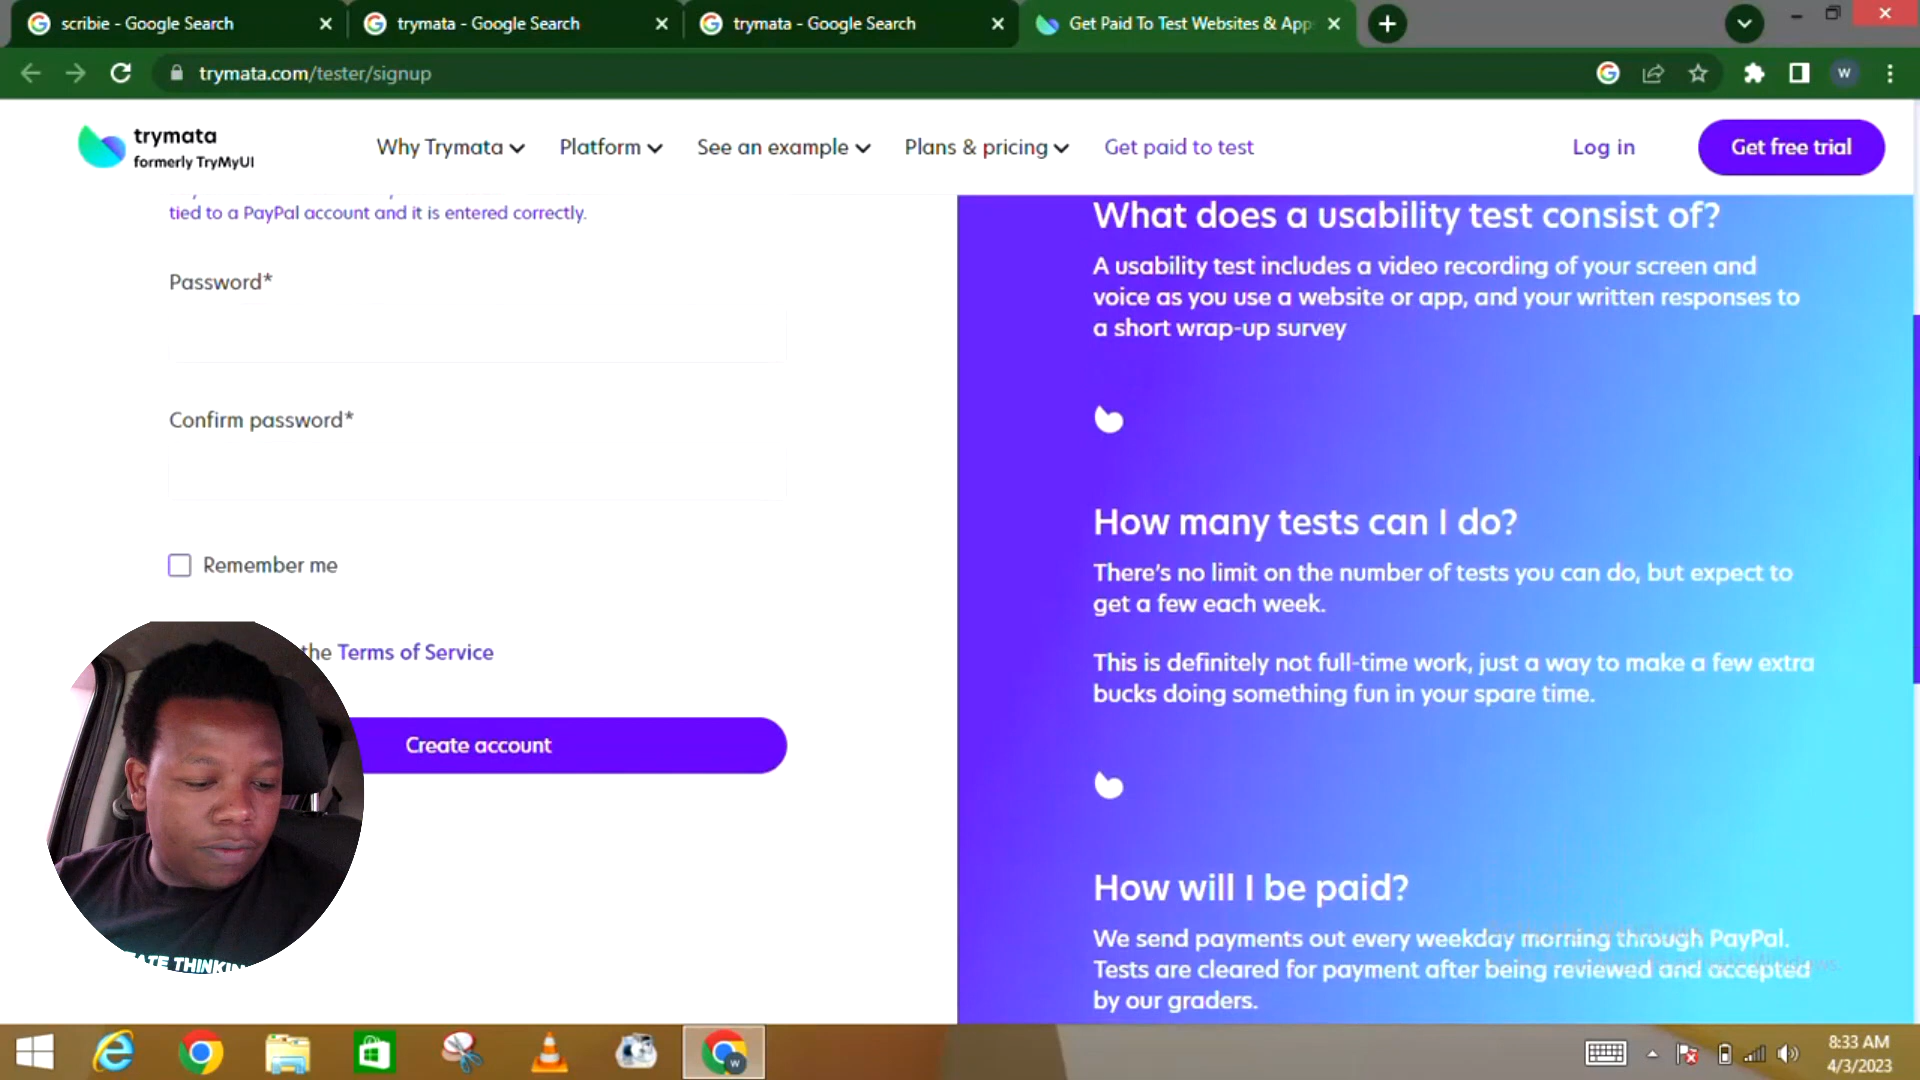 scribie - Google Search
trymata - Google Search
trymata - Google Search
Get Paid To Test Websites & App
trymata.com/tester/signup
W
trymata
formerly TryMyUI
Why Trymata
Platform
See an example
Plans & pricing
Get paid to test
Log in
Get free trial
tied to a PayPal account and it is entered correctly.
Password*
Confirm password*
Remember me
the Terms of Service
Create account
What does a usability test consist of?
A usability test includes a video recording of your screen and
voice as you use a website or app, and your written responses to
a short wrap-up survey
How many tests can I do?
There's no limit on the number of tests you can do, but expect to
get a few each week.
This is definitely not full-time work, just a way to make a few extra
bucks doing something fun in your spare time.
How will I be paid?
We send payments out every weekday morning through PayPal.
Tests are cleared for payment after being reviewed and accepted
by our graders.
THINKIN
W
8:33 AM
4/3/2023